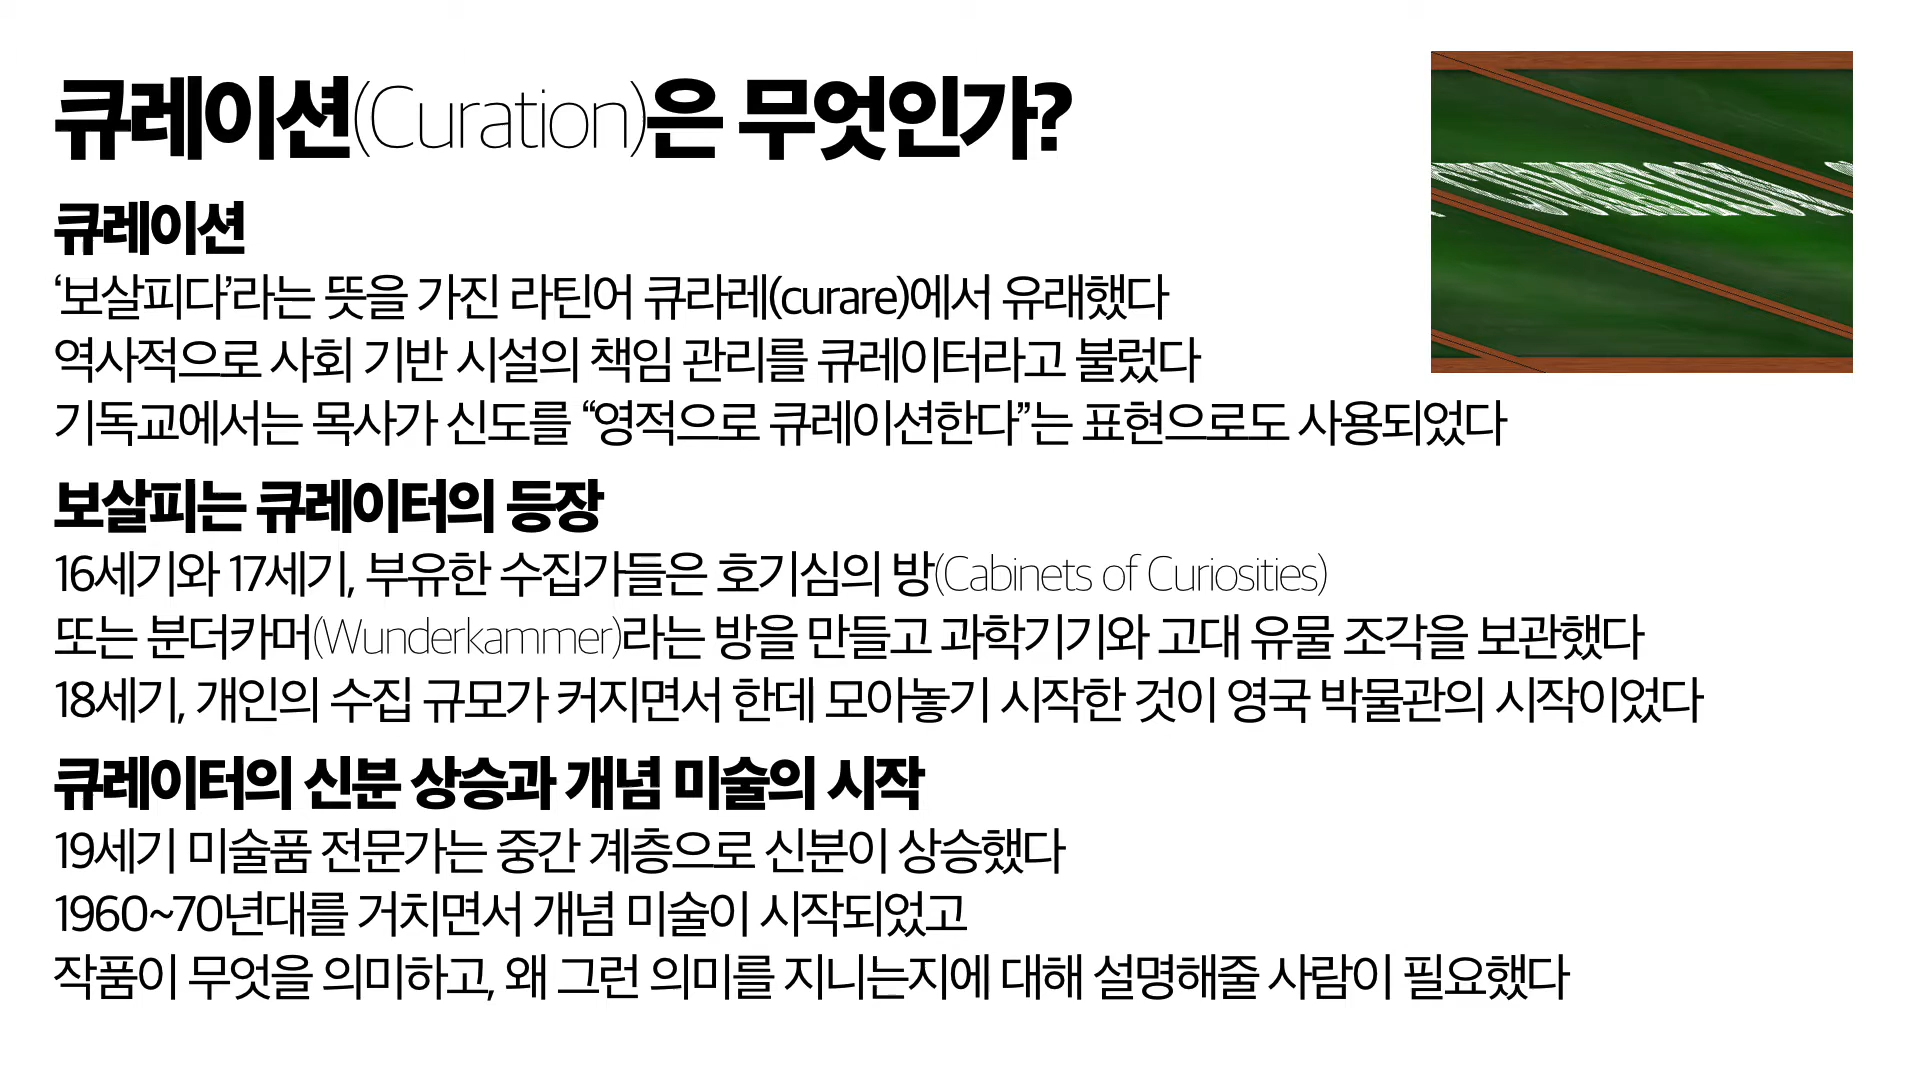 큐레이션(Curation)은 무엇인가?
큐레이션
‘보살피다’라는 뜻을 가진 라틴어 큐라레(curare)에서 유래했다
역사적으로 사회 기반 시설의 책임 관리를 큐레이터라고 불렀다
기독교에서는 목사가 신도를 “영적으로 큐레이션한다”는 표현으로도 사용되었다
보살피는 큐레이터의 등장
16세기와 17세기, 부유한 수집가들은 호기심의 방(Cabinets of Curiosities)
또는 분더카머(Wunderkammer)라는 방을 만들고 과학기기와 고대 유물 조각을 보관했다
18세기, 개인의 수집 규모가 커지면서 한데 모아놓기 시작한 것이 영국 박물관의 시작이었다
큐레이터의 신분 상승과 개념 미술의 시작
19세기 미술품 전문가는 중간 계층으로 신분이 상승했다
1960~70년대를 거치면서 개념 미술이 시작되었고
작품이 무엇을 의미하고, 왜 그런 의미를 지니는지에 대해 설명해줄 사람이 필요했다